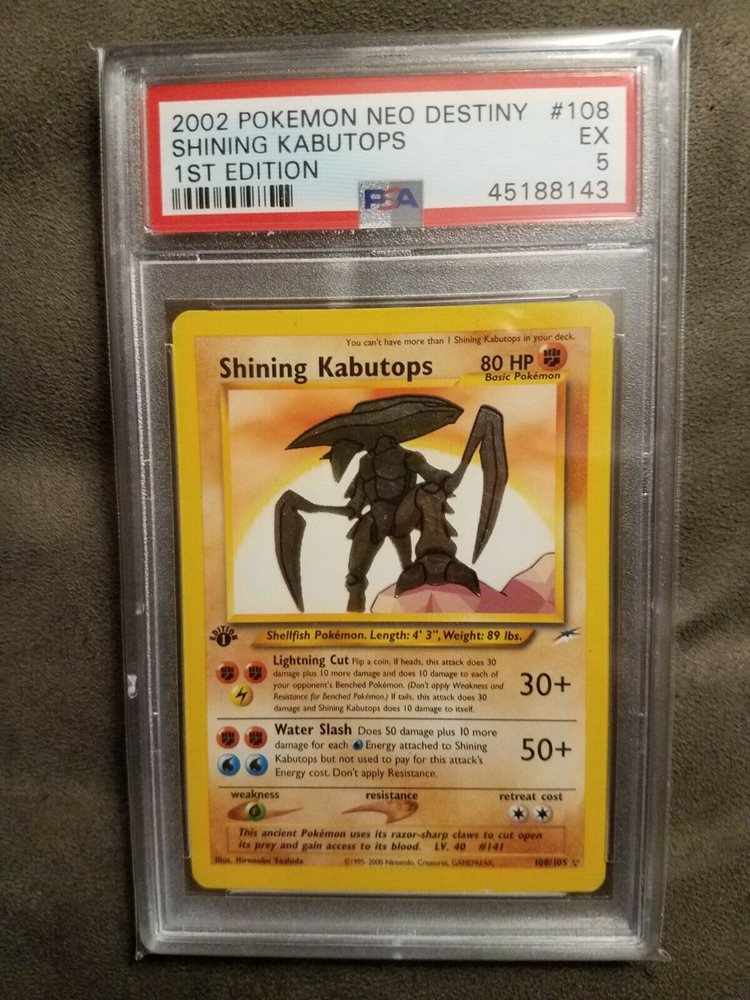 2002 POKEMON NEO DESTINY #108
SHINING KABUTOPS EX
1ST EDITION 5
PSA 45188143
You can't have more than 1 Shining Kabutops in your deck.
Shining Kabutops 80 HP
Basic Pokémon
EDITION
1
Shellfish Pokémon. Length: 4' 3", Weight: 89 lbs.
Lightning Cut Flip a coin. If heads, this attack does 30
damage plus 10 more damage and does 10 damage to each of
your opponent's Benched Pokémon. (Don't apply Weakness and
Resistance for Benched Pokémon.) If tails, this attack does 30
damage and Shining Kabutops does 10 damage to itself.
30+
Water Slash Does 50 damage plus 10 more
damage for each Energy attached to Shining
Kabutops but not used to pay for this attack's
Energy cost. Don't apply Resistance.
50+
weakness resistance retreat cost
This ancient Pokémon uses its razor-sharp claws to cut open
its prey and gain access to its blood. LV. 40 #141
Illus. Hironobu Yoshida ©1995-2000 Nintendo, Creatures, GAMEFREAK. 108/105